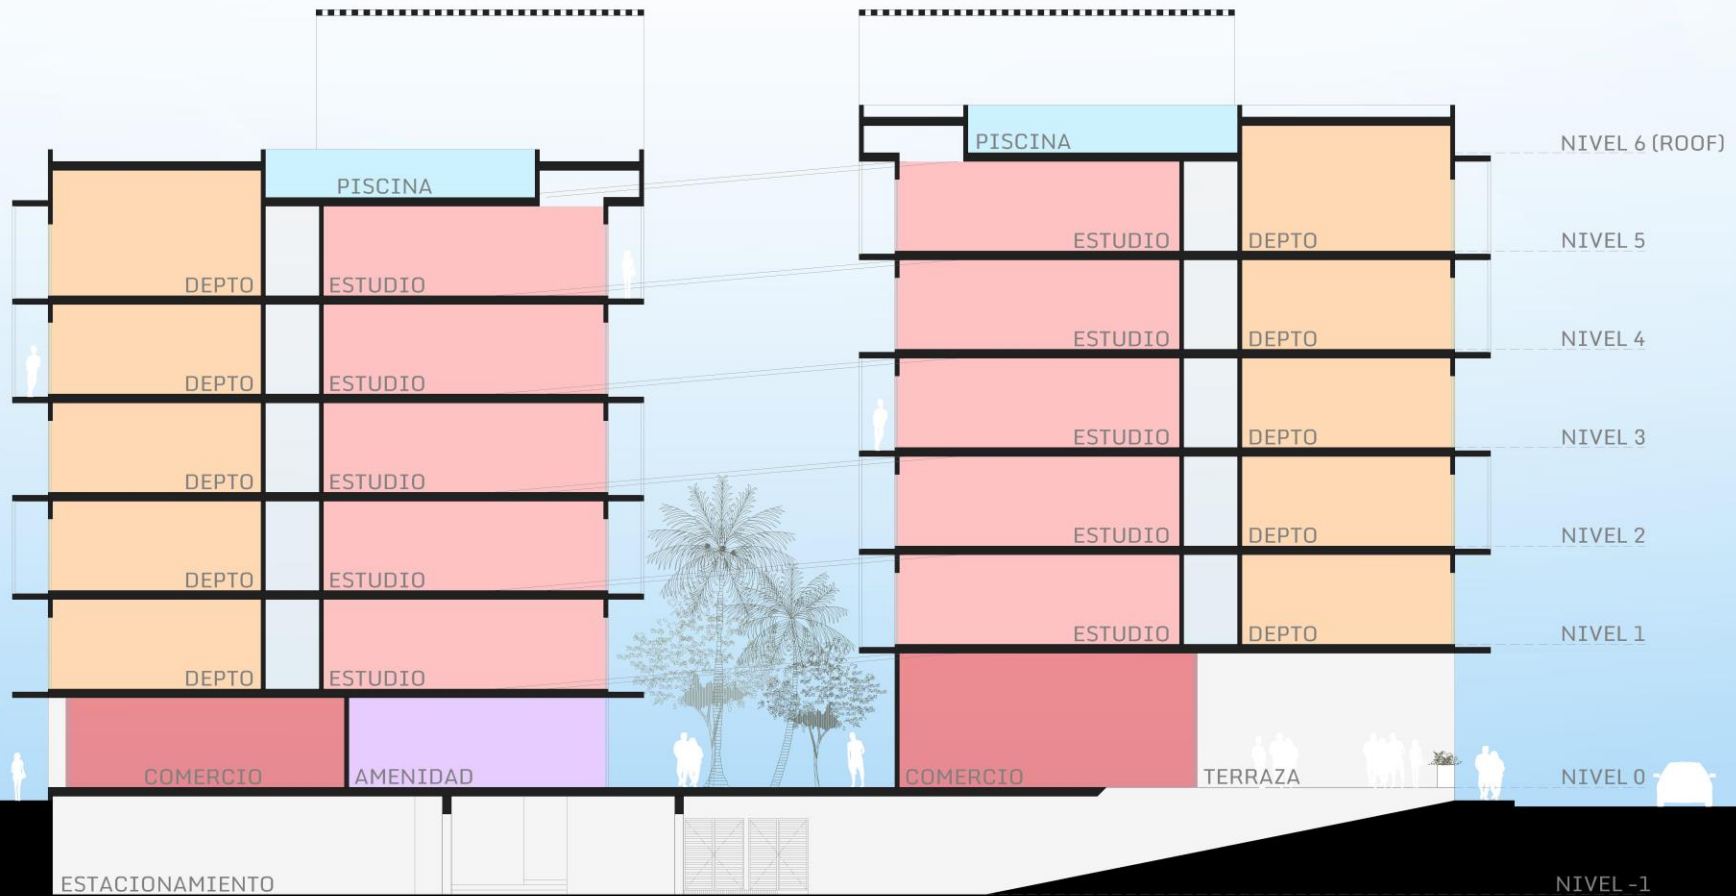 PISCINA
NIVEL 6 (ROOF)
PISCINA
ESTUDIO
DEPTO
NIVEL 5
DEPTO
ESTUDIO
ESTUDIO
DEPTO
NIVEL 4
DEPTO
ESTUDIO
ESTUDIO
DEPTO
NIVEL 3
DEPTO
ESTUDIO
ESTUDIO
DEPTO
NIVEL 2
DEPTO
ESTUDIO
ESTUDIO
DEPTO
NIVEL 1
DEPTO
ESTUDIO
COMERCIO
AMENIDAD
COMERCIO
TERRAZA
NIVEL 0
ESTACIONAMIENTO
NIVEL -1